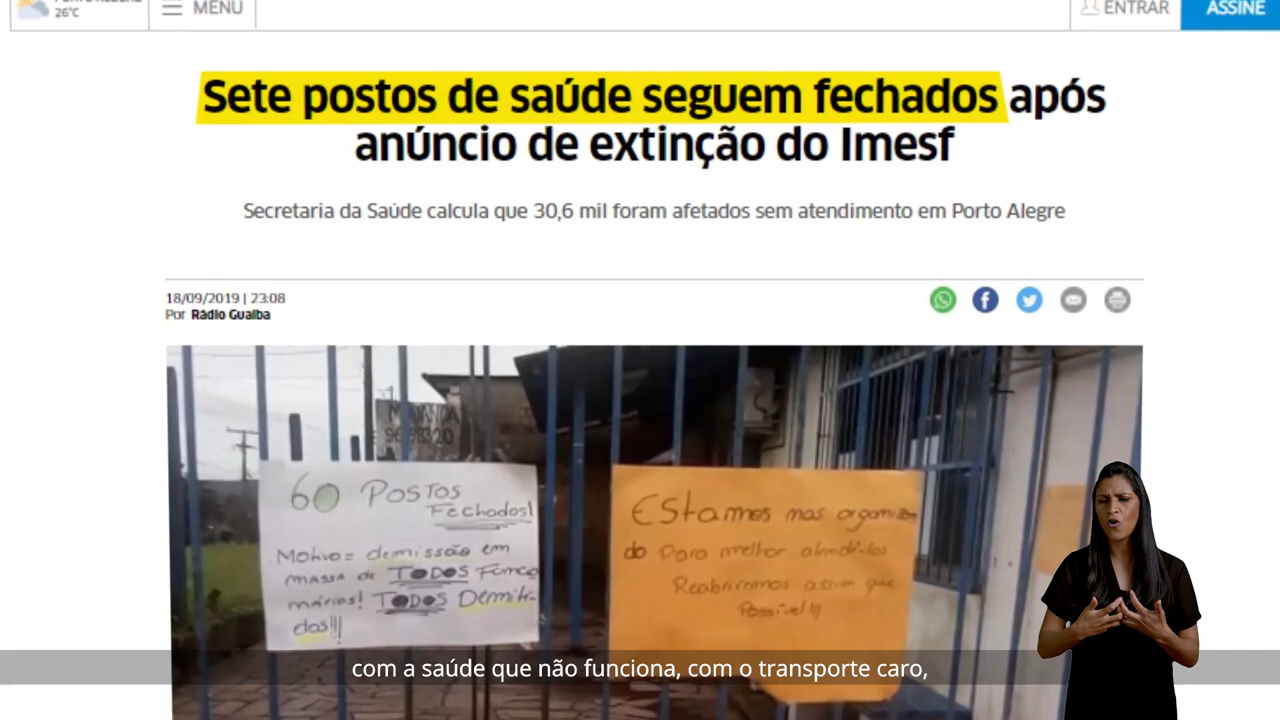 26°C
MENU
ENTRAR
ASSINE
Sete postos de saúde seguem fechados após
anúncio de extinção do Imesf
Secretaria da Saúde calcula que 30,6 mil foram afetados sem atendimento em Porto Alegre
18/09/2019 | 23:08
Por Rádio Guaíba
60 Postos
Fechados!
Motivo = demissão em
massa de TODOS Funcio
nários! TODOS Demiti-
dos!!!
Estamos nos organizan
do para melhor atendê-los
Reabriremos assim que
Possível!!!
com a saúde que não funciona, com o transporte caro,